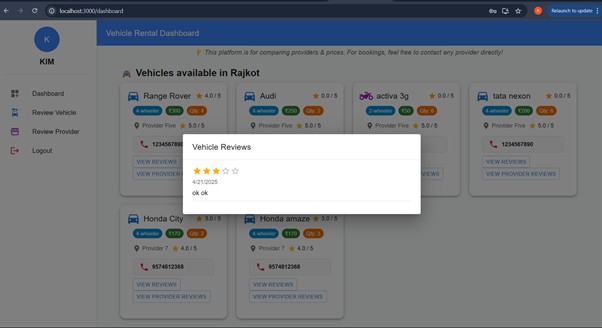 localhost:3000/dashboard
Relaunch to update
K
KIM
Dashboard
Review Vehicle
Review Provider
Logout
Vehicle Rental Dashboard
This platform is for comparing providers & prices. For bookings, feel free to contact any provider directly!
Vehicles available in Rajkot
Range Rover 4.0 / 5
4-wheeler ₹300 Qty: 4
Provider Five 5.0 / 5
1234567890
VIEW REVIEWS
VIEW PROVIDER REVIEWS
Audi 0.0 / 5
4-wheeler ₹250
Provider Five 5.0 / 5
activa 3g 0.0 / 5
2-wheeler ₹50
Provider Five 5.0 / 5
tata nexon 0.0 / 5
4-wheeler ₹200
Provider Five 5.0 / 5
1234567890
VIEW REVIEWS
VIEW PROVIDER REVIEWS
Vehicle Reviews
4/21/2025
ok ok
Honda City 3.0 / 5
4-wheeler ₹170 Qty: 2
Provider 7 4.0 / 5
9574812368
VIEW REVIEWS
VIEW PROVIDER REVIEWS
Honda amaze 3.0 / 5
4-wheeler ₹170
Provider 7 4.0 / 5
9574812368
VIEW REVIEWS
VIEW PROVIDER REVIEWS